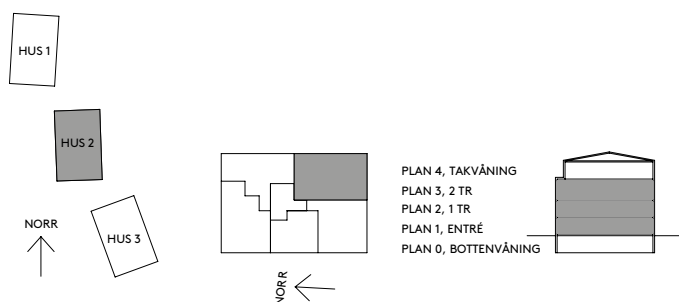 HUS 1
HUS 2
HUS 3
NORR
NORR
PLAN 4, TAKVÅNING
PLAN 3, 2 TR
PLAN 2, 1 TR
PLAN 1, ENTRÉ
PLAN 0, BOTTENVÅNING